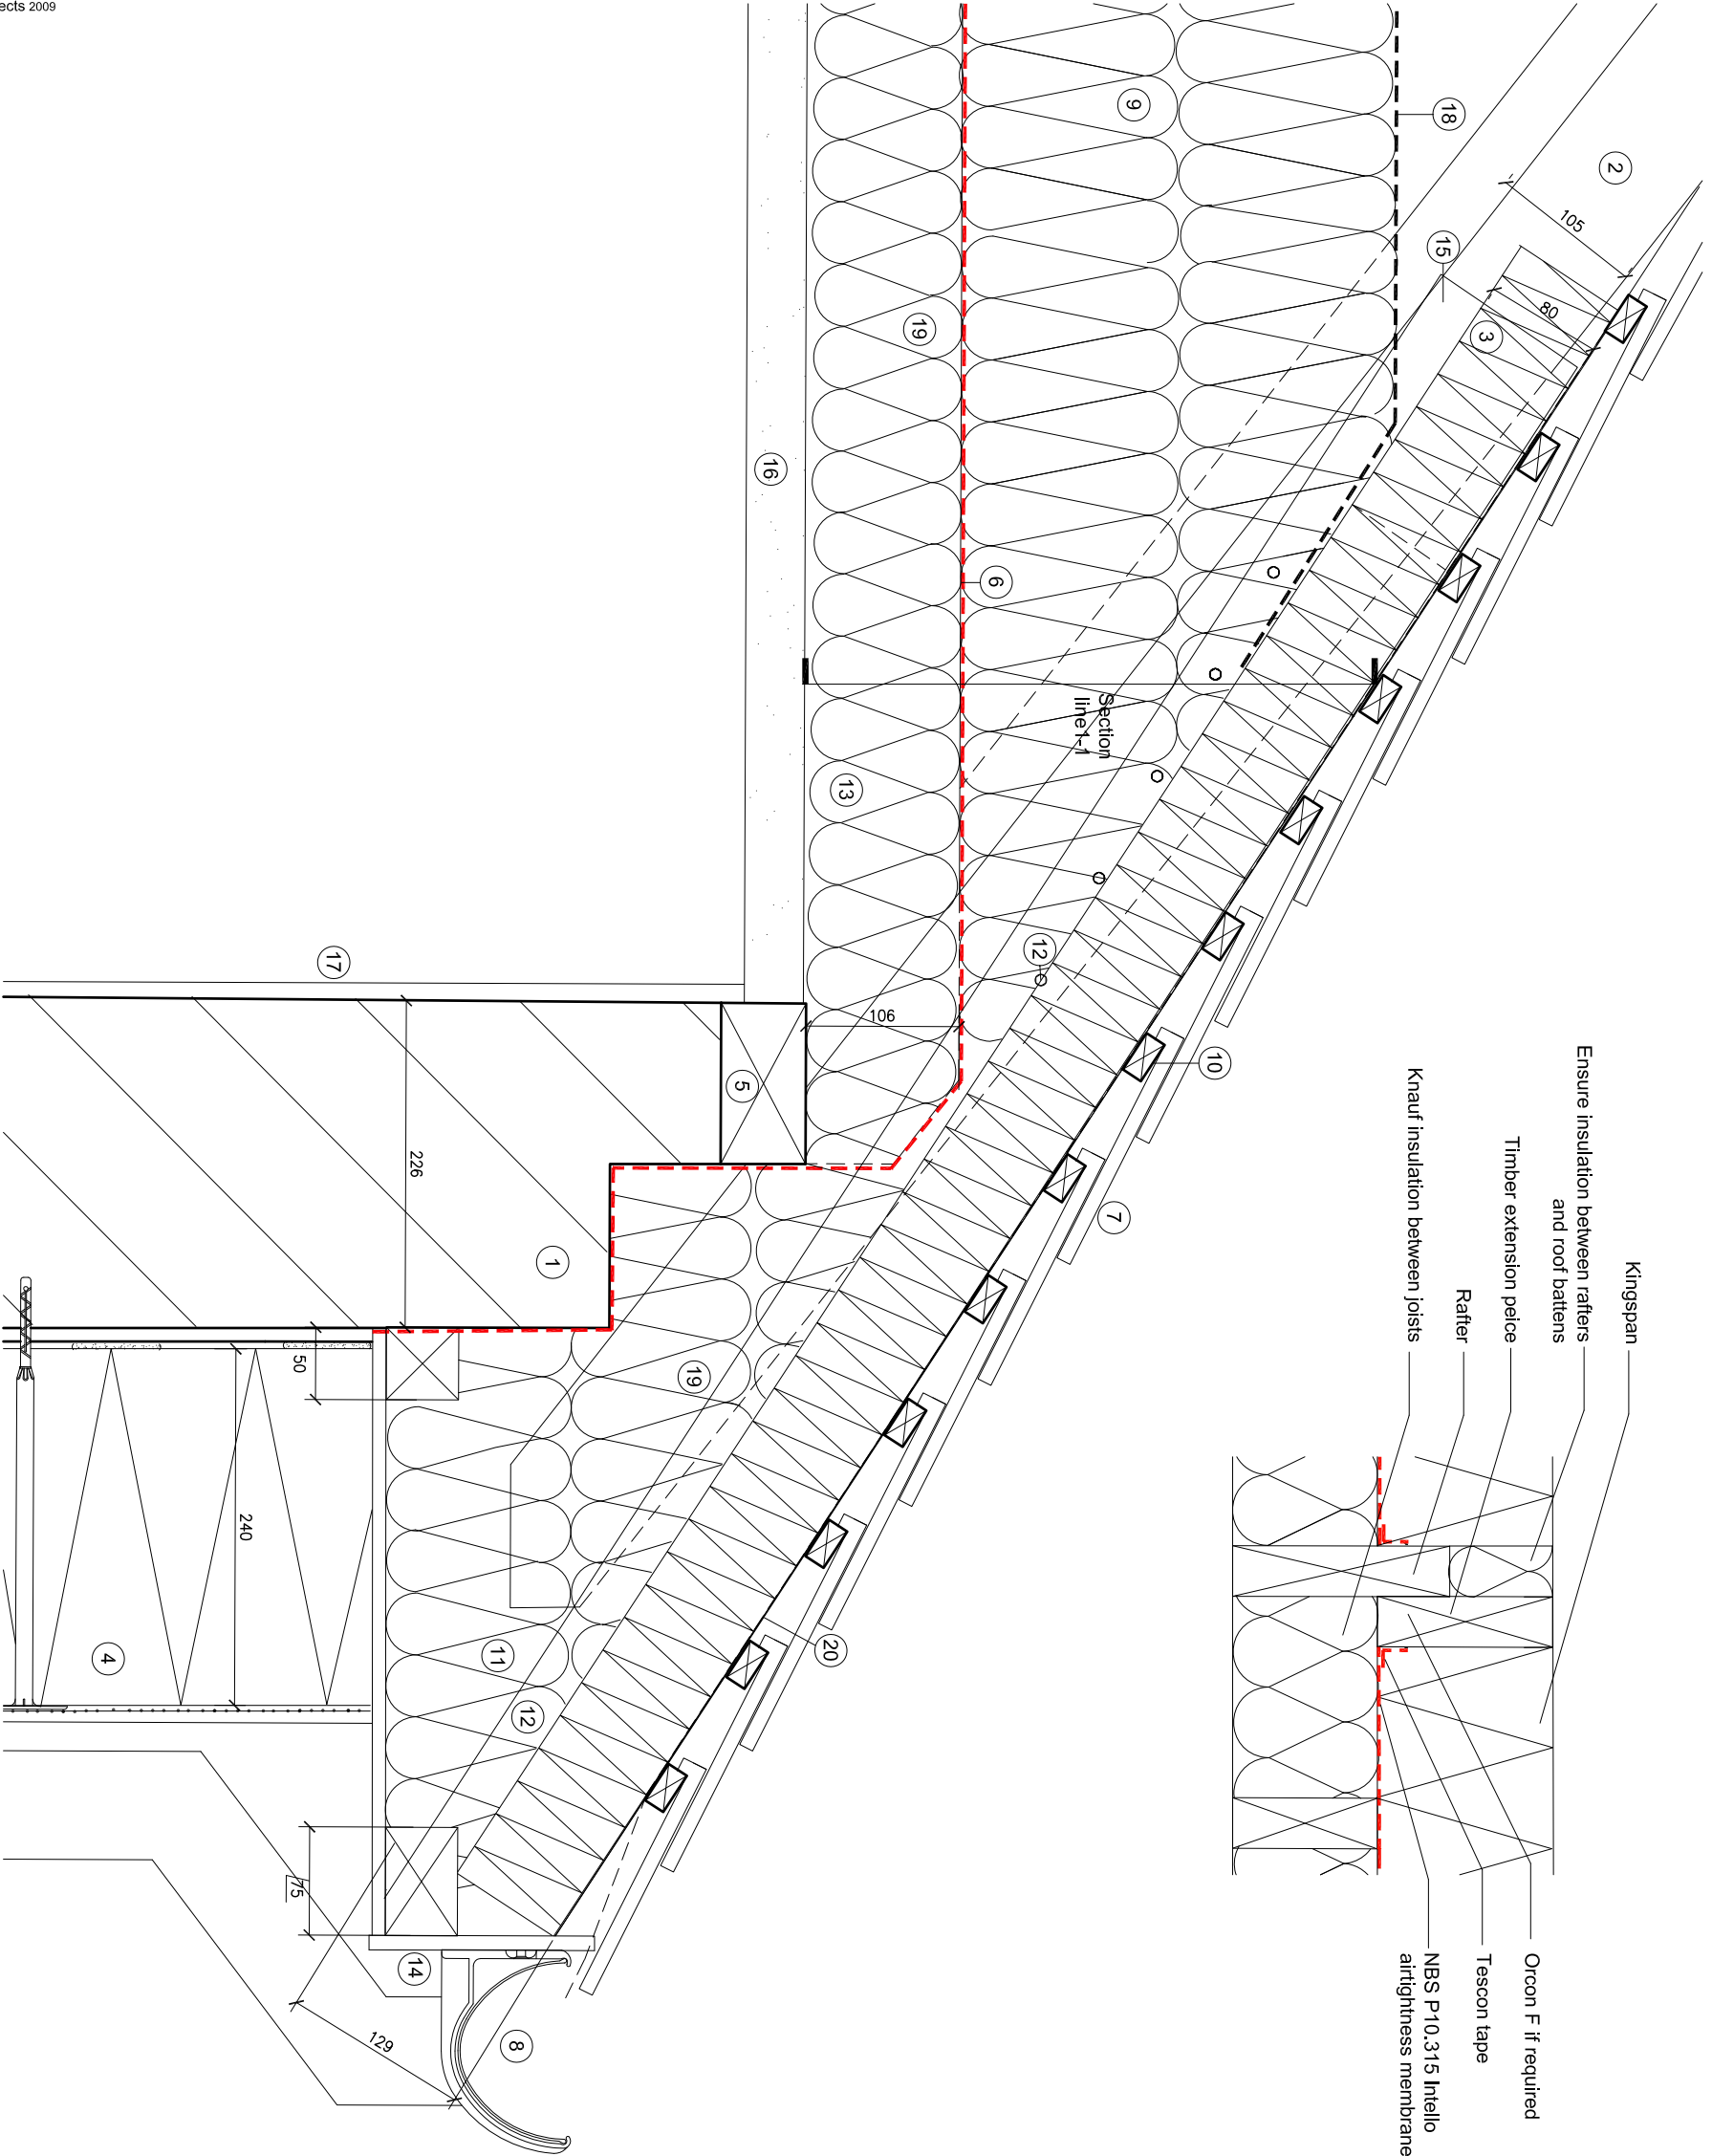 ects 2009
18
9
2
105
15
80
3
19
16
6
Section
line1-1
13
12
17
106
10
5
226
7
1
50
19
240
20
11
4
12
75
14
129
8
Kingspan
Ensure insulation between rafters
and roof battens
Timber extension peice
Rafter
Knauf insulation between joists
Orcon F if required
Tescon tape
NBS P10.315 Intello
airtightness membrane